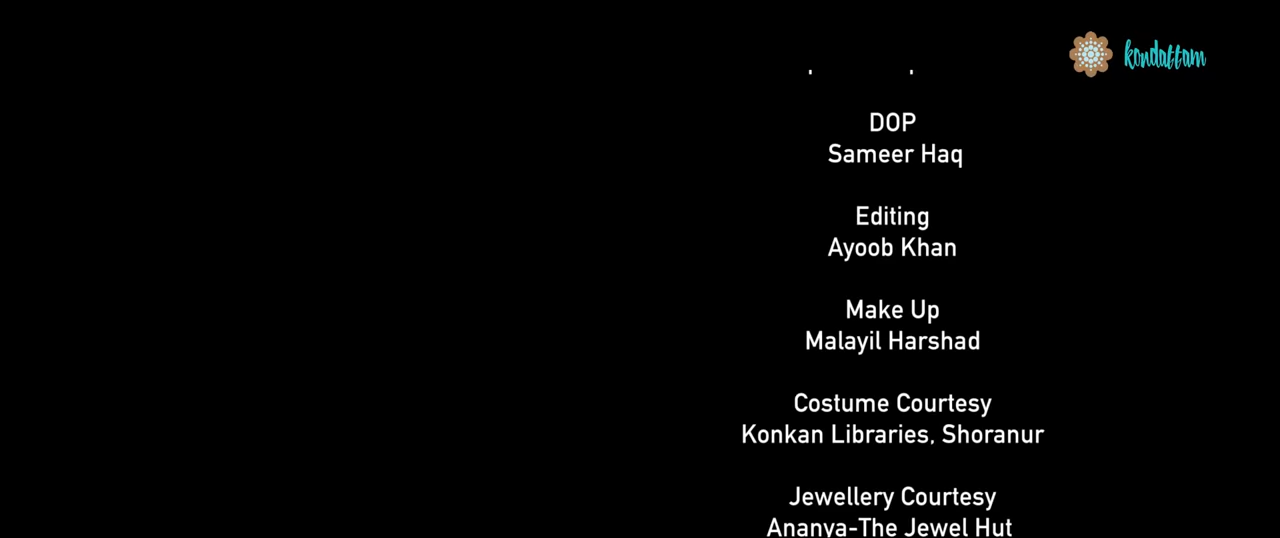 kondattam
DOP
Sameer Haq
Editing
Ayoob Khan
Make Up
Malayil Harshad
Costume Courtesy
Konkan Libraries, Shoranur
Jewellery Courtesy
Ananya-The Jewel Hut